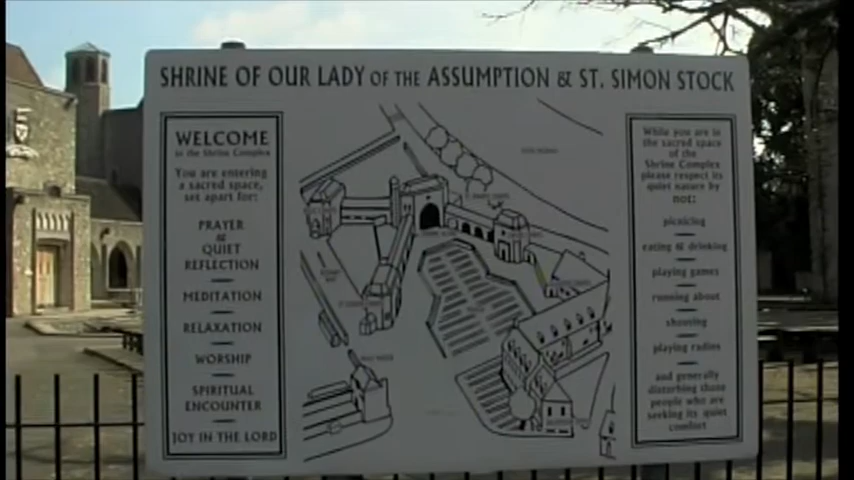 SHRINE OF OUR LADY OF THE ASSUMPTION & ST. SIMON STOCK
WELCOME
to the Shrine Complex
You are entering
a sacred space,
set apart for:
PRAYER
&
QUIET
REFLECTION
MEDITATION
RELAXATION
WORSHIP
SPIRITUAL
ENCOUNTER
JOY IN THE LORD
While you are in
the sacred space
of the
Shrine Complex
please respect its
quiet nature by
not:
picnicing
eating & drinking
playing games
running about
shouting
playing radios
and generally
disturbing those
people who are
seeking its quiet
comfort